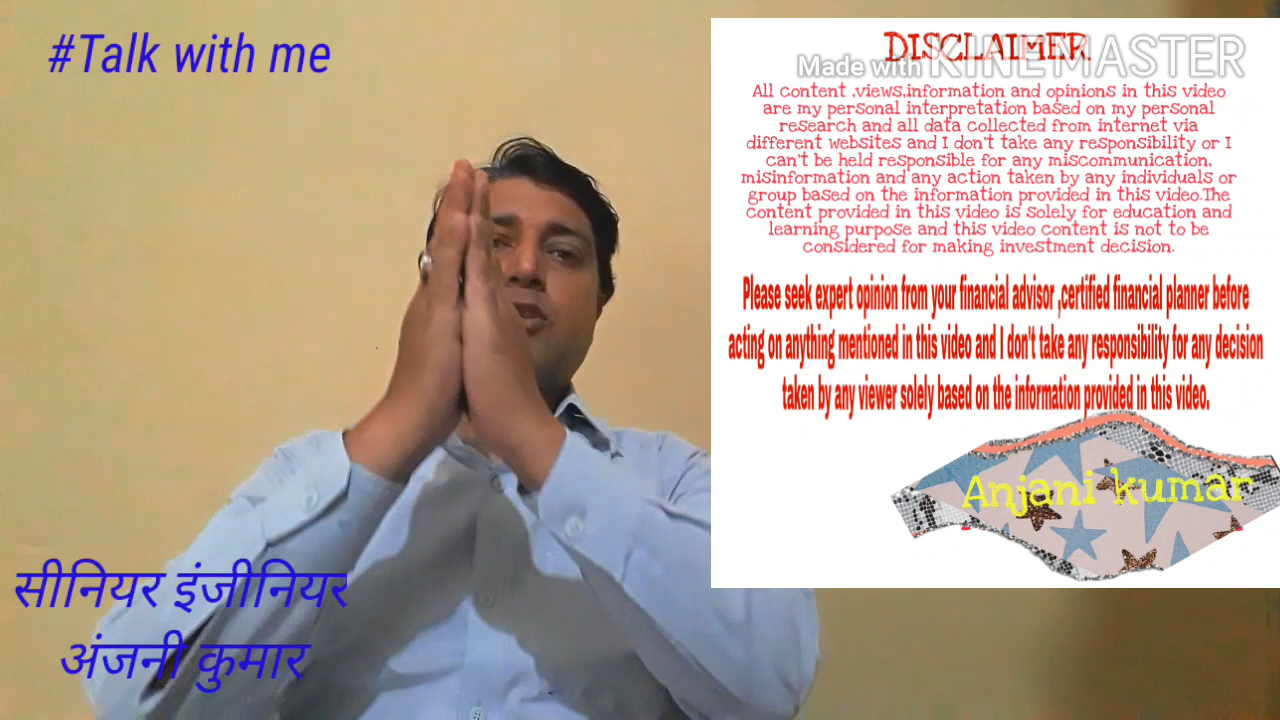 #Talk with me
DISCLAIMER
Made with KINEMASTER
All content ,views,information and opinions in this video
are my personal interpretation based on my personal
research and all data collected from internet via
different websites and I don't take any responsibility or I
can't be held responsible for any miscommunication,
misinformation and any action taken by any individuals or
group based on the information provided in this video.The
content provided in this video is solely for education and
learning purpose and this video content is not to be
considered for making investment decision.
Please seek expert opinion from your financial advisor ,certified financial planner before
acting on anything mentioned in this video and I don't take any responsibility for any decision
taken by any viewer solely based on the information provided in this video.
Anjani kumar
सीनियर इंजीनियर
अंजनी कुमार